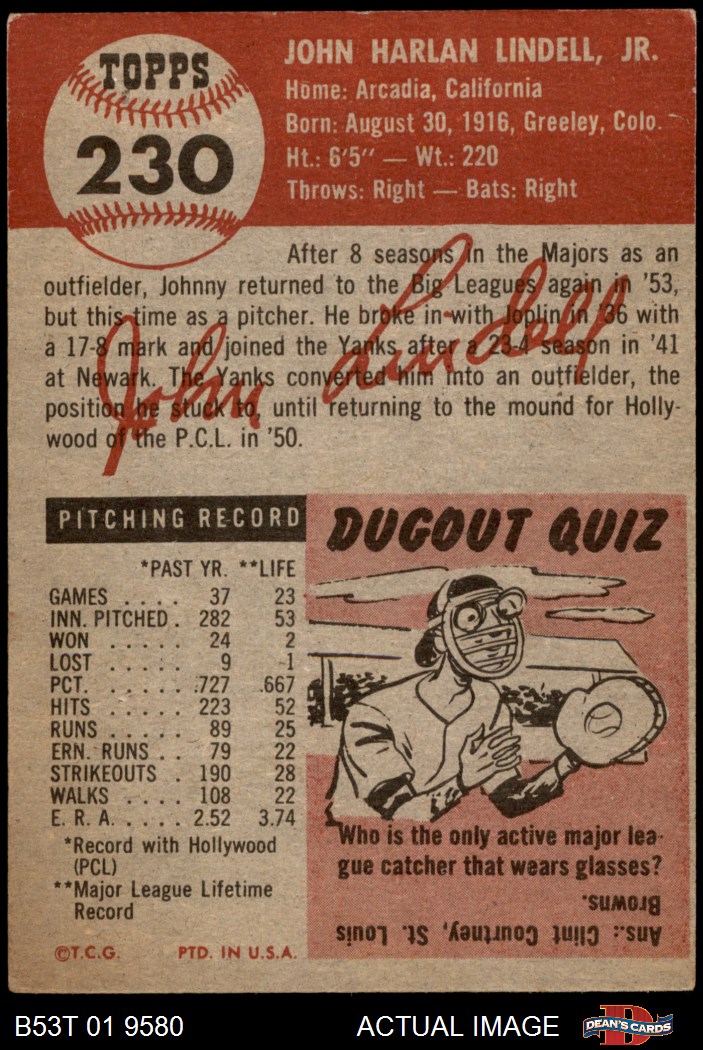 TOPPS
230
JOHN HARLAN LINDELL, JR.
Home: Arcadia, California
Born: August 30, 1916, Greeley, Colo.
Ht.: 6'5" — Wt.: 220
Throws: Right — Bats: Right
After 8 seasons in the Majors as an
outfielder, Johnny returned to the Big Leagues again in '53,
but this time as a pitcher. He broke in with Joplin in '36 with
a 17-8 mark and joined the Yanks after a 23-4 season in '41
at Newark. The Yanks converted him into an outfielder, the
position he stuck to, until returning to the mound for Holly-
wood of the P.C.L. in '50.
John Lindell
PITCHING RECORD
*PAST YR. **LIFE
GAMES . . . . 37 23
INN. PITCHED . 282 53
WON . . . . . 24 2
LOST . . . . . 9 1
PCT. . . . . . .727 .667
HITS . . . . . 223 52
RUNS . . . . . 89 25
ERN. RUNS . . 79 22
STRIKEOUTS . 190 28
WALKS . . . . 108 22
E. R. A. . . . . 2.52 3.74
*Record with Hollywood
(PCL)
**Major League Lifetime
Record
©T.C.G. PTD. IN U.S.A.
DUGOUT QUIZ
Who is the only active major lea-
gue catcher that wears glasses?
Ans.: Clint Courtney, St. Louis
Browns.
B53T 01 9580 ACTUAL IMAGE
D
DEAN'S CARDS